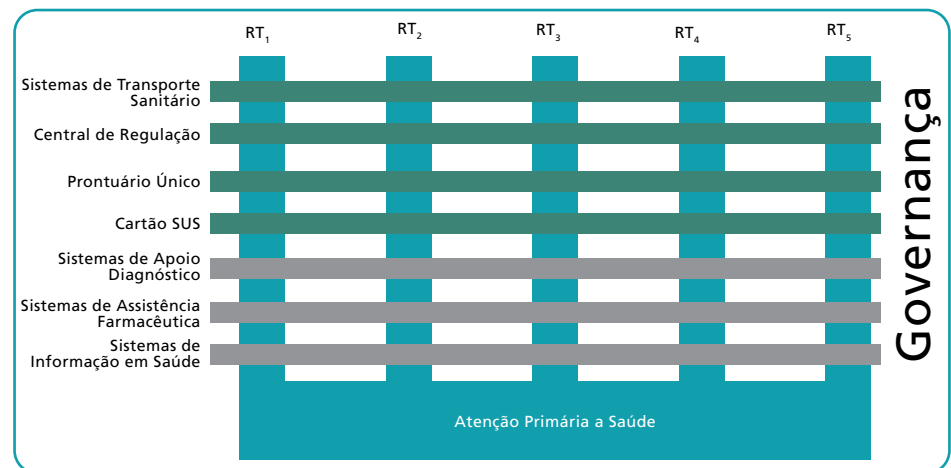 RT₁ RT₂ RT₃ RT₄ RT₅
Sistemas de Transporte
Sanitário
Central de Regulação
Prontuário Único
Cartão SUS
Sistemas de Apoio
Diagnóstico
Sistemas de Assistência
Farmacêutica
Sistemas de
Informação em Saúde
Atenção Primária a Saúde
Governança